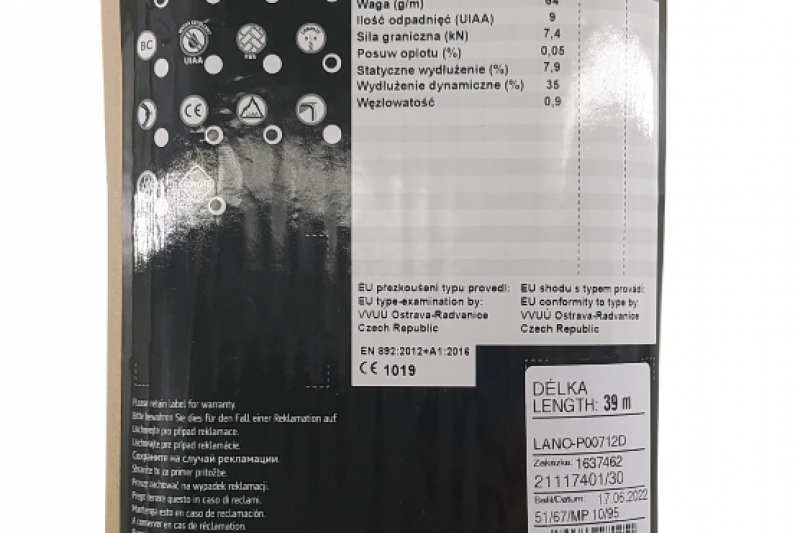 Waga (g/m) 64
Ilość odpadnięć (UIAA) 9
Siła graniczna (kN) 7,4
Posuw oplotu (%) 0,05
Statyczne wydłużenie (%) 7,9
Wydłużenie dynamiczne (%) 35
Węzłowatość 0,9
BC
UIAA
CE
EU přezkoušení typu provedl:
EU type-examination by:
VVUÚ Ostrava-Radvanice
Czech Republic
EU shodu s typem provádí:
EU conformity to type by:
VVUÚ Ostrava-Radvanice
Czech Republic
EN 892:2012+A1:2016
CE 1019
DÉLKA
LENGTH: 39 m
LANO-P00712D
Zakazka: 1637462
21117401/30
Balil/Datum: 17.06.2022
51/67/MP 10/95
Please retain label for warranty.
Bitte bewahren Sie dies für den Fall einer Reklamation auf
Uschovejte pro případ reklamace.
Uschovajte pre prípad reklamácie.
Сохраните на случай рекламации.
Shranite to za primer pritožbe.
Proszę zachować na wypadek reklamacji.
Prego tenere questo in caso di reclami.
Mantenga esto en caso de reclamación.
A conserver en cas de réclamation.